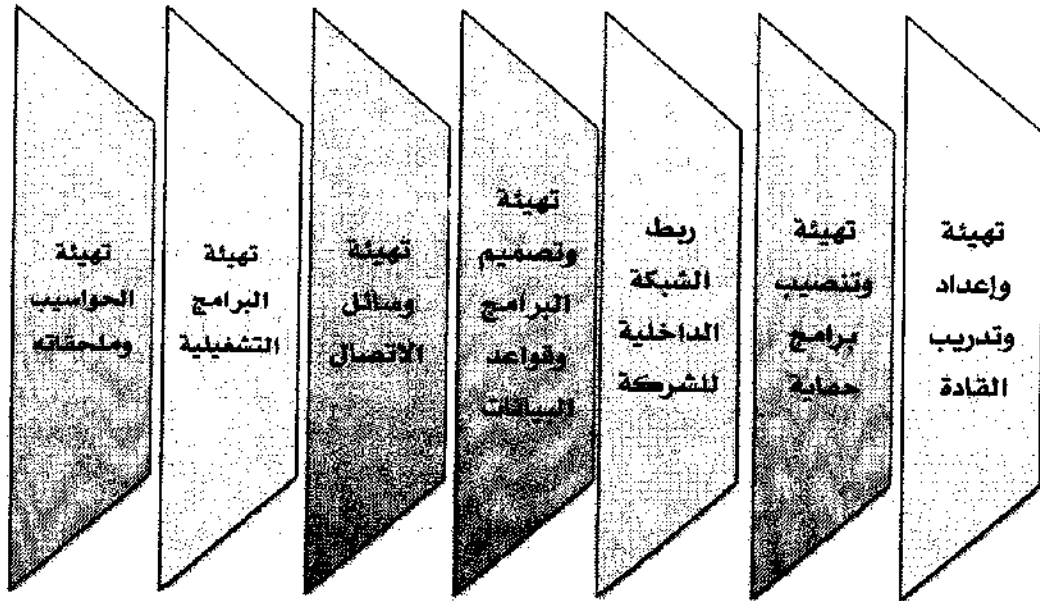 تهيئة
وإعداد
وتدريب
القادة
تهيئة
وتنصيب
برامج
حماية
ربط
الشبكة
الداخلية
للشركة
تهيئة
وتصميم
البرامج
وقواعد
البيانات
تهيئة
وسائل
الاتصال
تهيئة
البرامج
التشغيلية
تهيئة
الحواسيب
وملحقاته